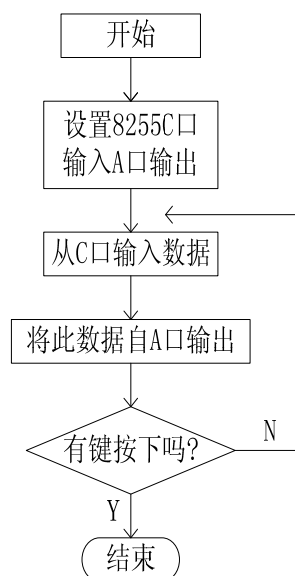 开始
设置8255C口
输入A口输出
从C口输入数据
将此数据自A口输出
有键按下吗?
N
Y
结束